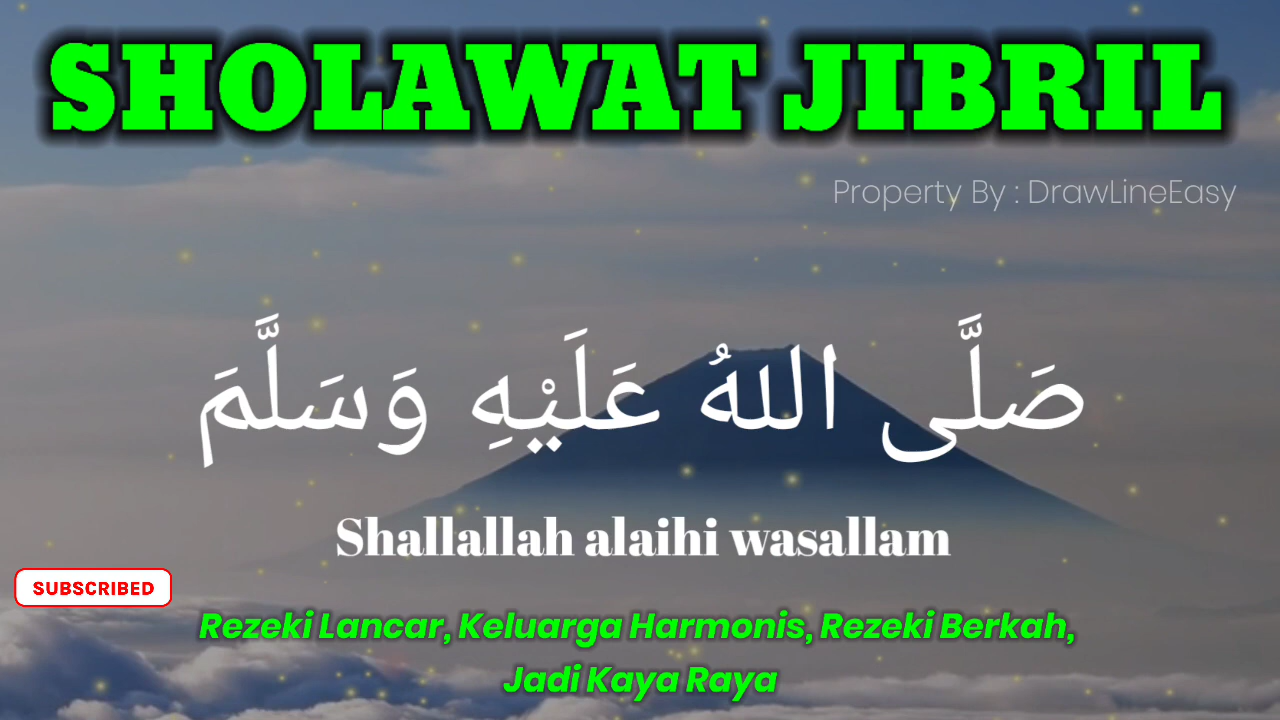 SHOLAWAT JIBRIL
Property By : DrawLineEasy
صَلَّى اللهُ عَلَيْهِ وَسَلَّمَ
Shallallah alaihi wasallam
SUBSCRIBED
Rezeki Lancar, Keluarga Harmonis, Rezeki Berkah,
Jadi Kaya Raya